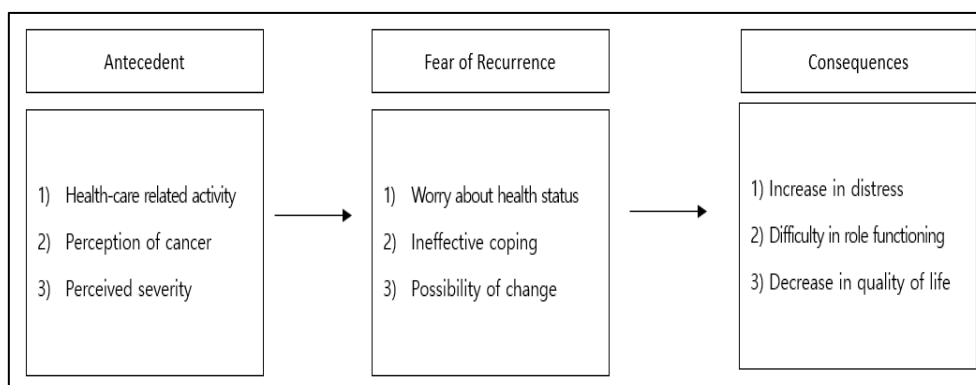 Antecedent
1) Health-care related activity
2) Perception of cancer
3) Perceived severity
Fear of Recurrence
1) Worry about health status
2) Ineffective coping
3) Possibility of change
Consequences
1) Increase in distress
2) Difficulty in role functioning
3) Decrease in quality of life